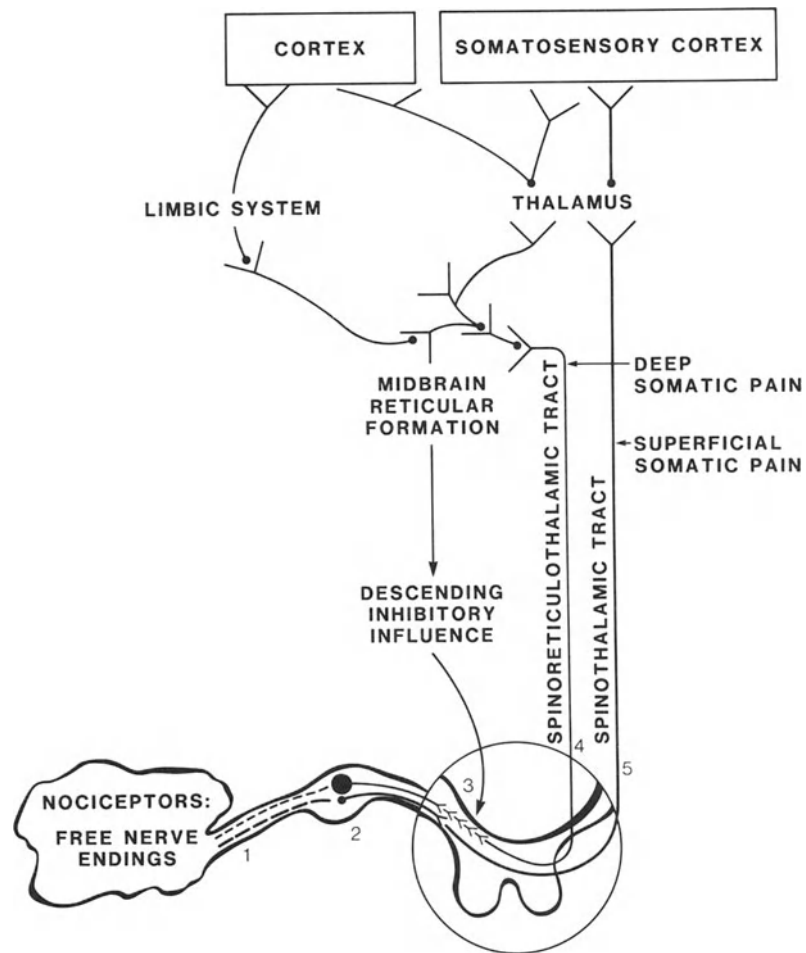 CORTEX
SOMATOSENSORY CORTEX
LIMBIC SYSTEM
THALAMUS
MIDBRAIN
RETICULAR
FORMATION
DEEP
SOMATIC PAIN
SUPERFICIAL
SOMATIC PAIN
SPINORETICULOTHALAMIC TRACT
SPINOTHALAMIC TRACT
DESCENDING
INHIBITORY
INFLUENCE
NOCICEPTORS:
FREE NERVE
ENDINGS
1
2
3
4
5